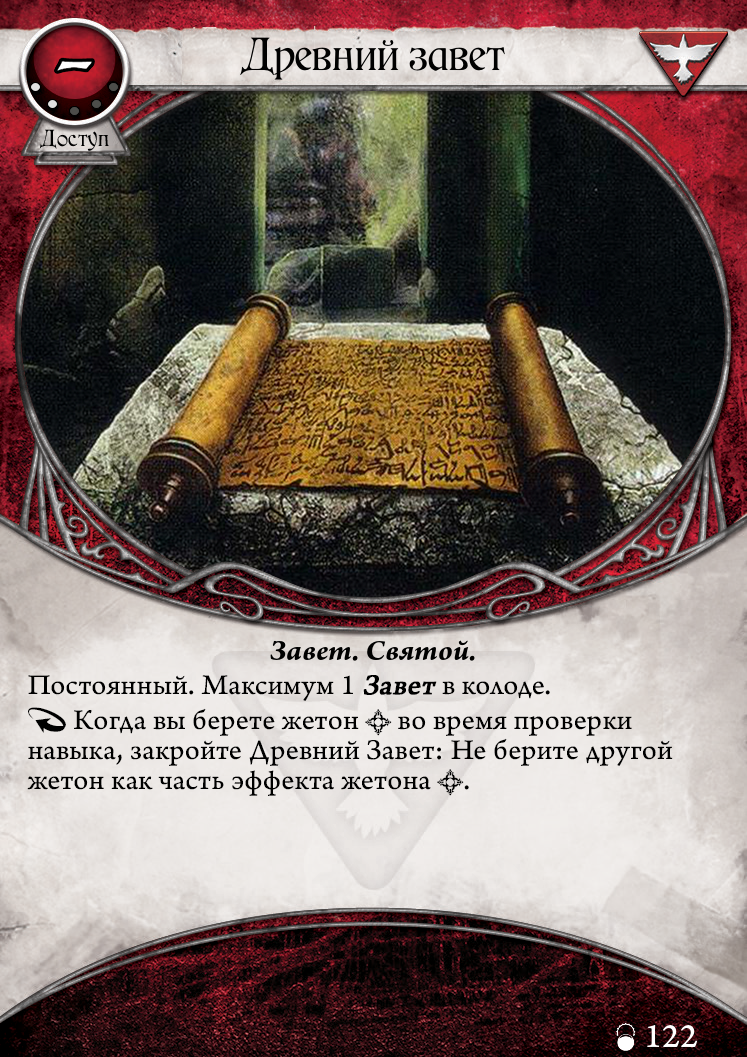 Древний завет
–
Доступ
Завет. Святой.
Постоянный. Максимум 1 Завет в колоде.
Когда вы берете жетон во время проверки
навыка, закройте Древний Завет: Не берите другой
жетон как часть эффекта жетона .
122